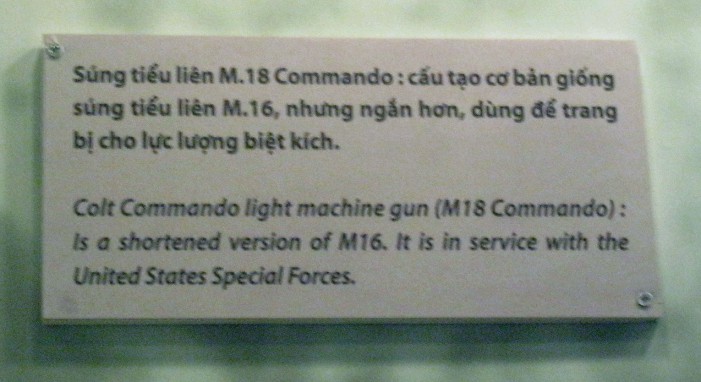 Súng tiểu liên M.18 Commando : cấu tạo cơ bản giống
súng tiểu liên M.16, nhưng ngắn hơn, dùng để trang
bị cho lực lượng biệt kích.
Colt Commando light machine gun (M18 Commando) :
Is a shortened version of M16. It is in service with the
United States Special Forces.